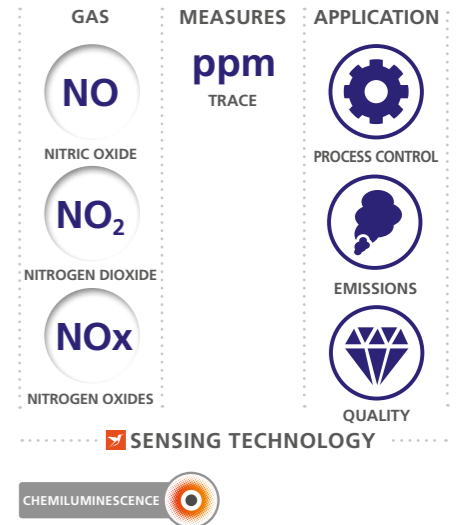 GAS
NO
NITRIC OXIDE
NO₂
NITROGEN DIOXIDE
NOx
NITROGEN OXIDES
MEASURES
ppm
TRACE
APPLICATION
PROCESS CONTROL
EMISSIONS
QUALITY
SENSING TECHNOLOGY
CHEMILUMINESCENCE